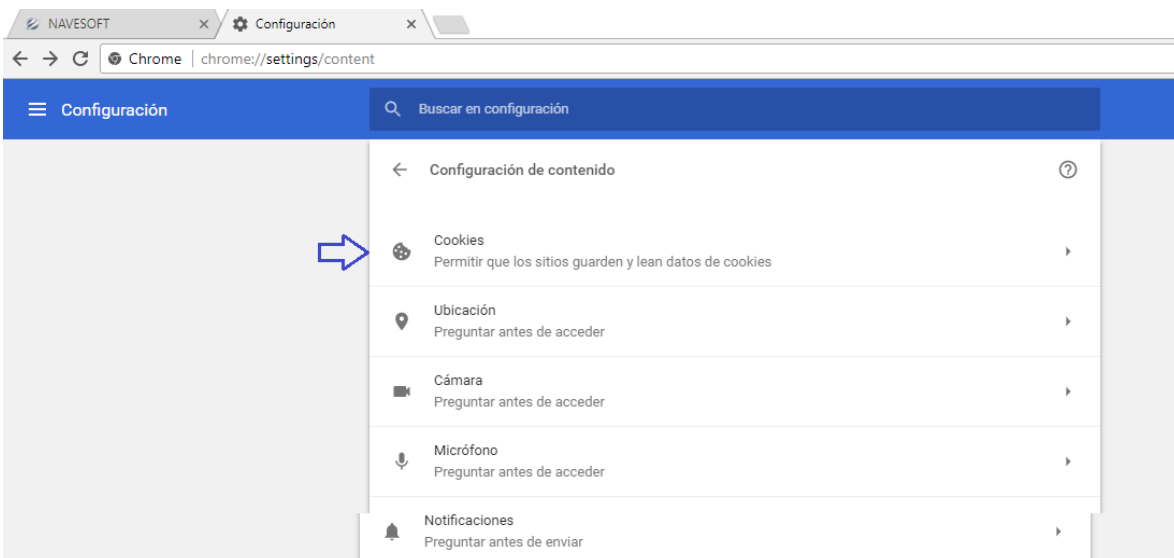 NAVESOFT
Configuración
Chrome | chrome://settings/content
Configuración
Buscar en configuración
Configuración de contenido
Cookies
Permitir que los sitios guarden y lean datos de cookies
Ubicación
Preguntar antes de acceder
Cámara
Preguntar antes de acceder
Micrófono
Preguntar antes de acceder
Notificaciones
Preguntar antes de enviar